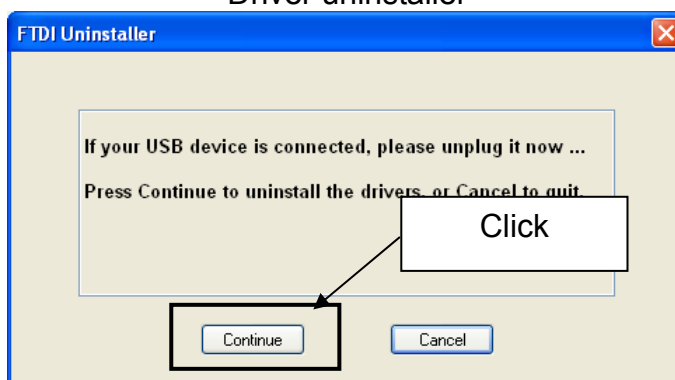 Driver uninstaller
FTDI Uninstaller
If your USB device is connected, please unplug it now ...
Press Continue to uninstall the drivers, or Cancel to quit.
Click
Continue
Cancel